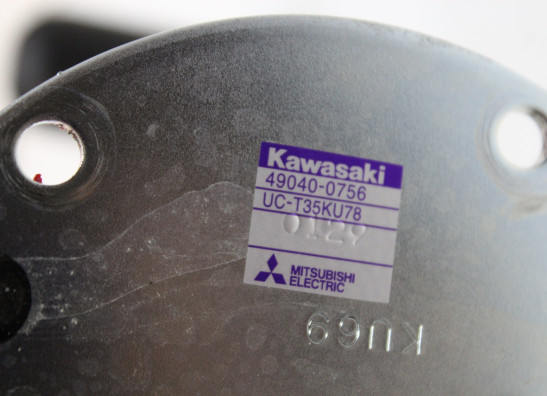 Kawasaki
49040-0756
UC-T35KU78
0129
MITSUBISHI
ELECTRIC
KU69